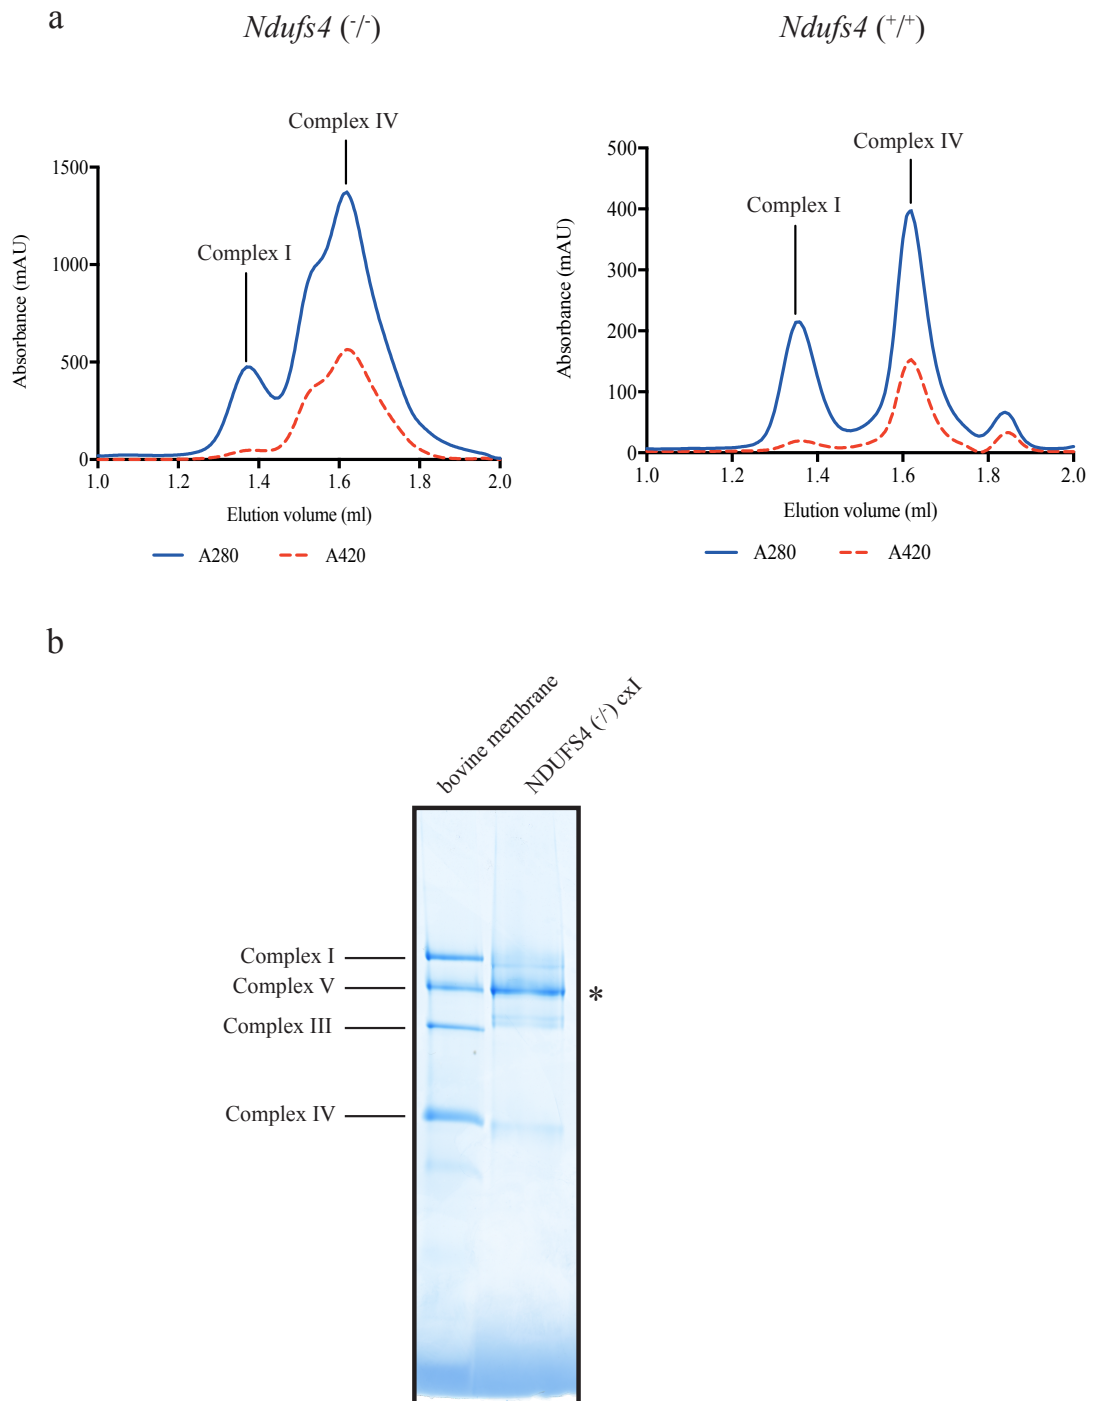 a
Ndufs4 (-/-)
Ndufs4 (+/+)
Complex IV
Complex I
1500
1000
500
0
Absorbance (mAU)
1.0 1.2 1.4 1.6 1.8 2.0
Elution volume (ml)
A280 A420
Complex IV
Complex I
500
400
300
200
100
0
Absorbance (mAU)
1.0 1.2 1.4 1.6 1.8 2.0
Elution volume (ml)
A280 A420
b
bovine membrane
NDUFS4 (-/-) cxI
Complex I
Complex V
*
Complex III
Complex IV